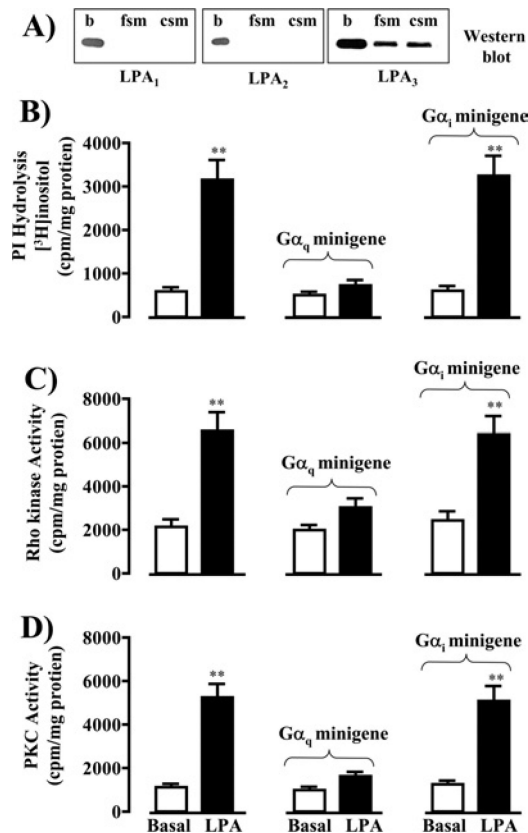 A)
b fsm csm b fsm csm b fsm csm
Western
blot
LPA1 LPA2 LPA3
B)
Gαi minigene
PI Hydrolysis
[3H]inositol
(cpm/mg protien)
4000
3000
2000
1000
0
**
Gαq minigene
**
C)
Gαi minigene
Rho kinase Activity
(cpm/mg protien)
8000
6000
4000
2000
0
**
Gαq minigene
**
D)
Gαi minigene
PKC Activity
(cpm/mg protien)
8000
6000
4000
2000
0
**
Gαq minigene
**
Basal LPA Basal LPA Basal LPA